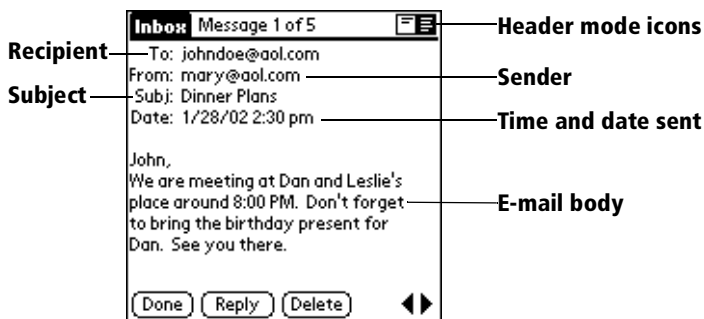 Inbox Message 1 of 5
Header mode icons
Recipient
To: johndoe@aol.com
From: mary@aol.com
Sender
Subject
Subj: Dinner Plans
Date: 1/28/02 2:30 pm
Time and date sent
John,
We are meeting at Dan and Leslie's
place around 8:00 PM. Don't forget
to bring the birthday present for
Dan. See you there.
E-mail body
Done Reply Delete